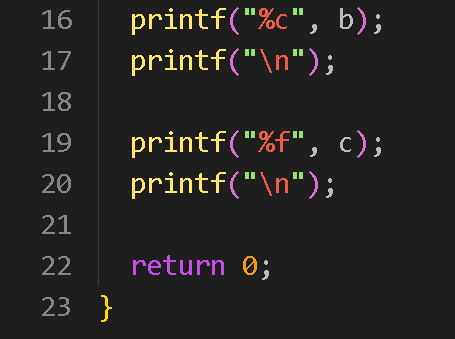 16 printf("%c", b);
17 printf("\n");
18
19 printf("%f", c);
20 printf("\n");
21
22 return 0;
23 }